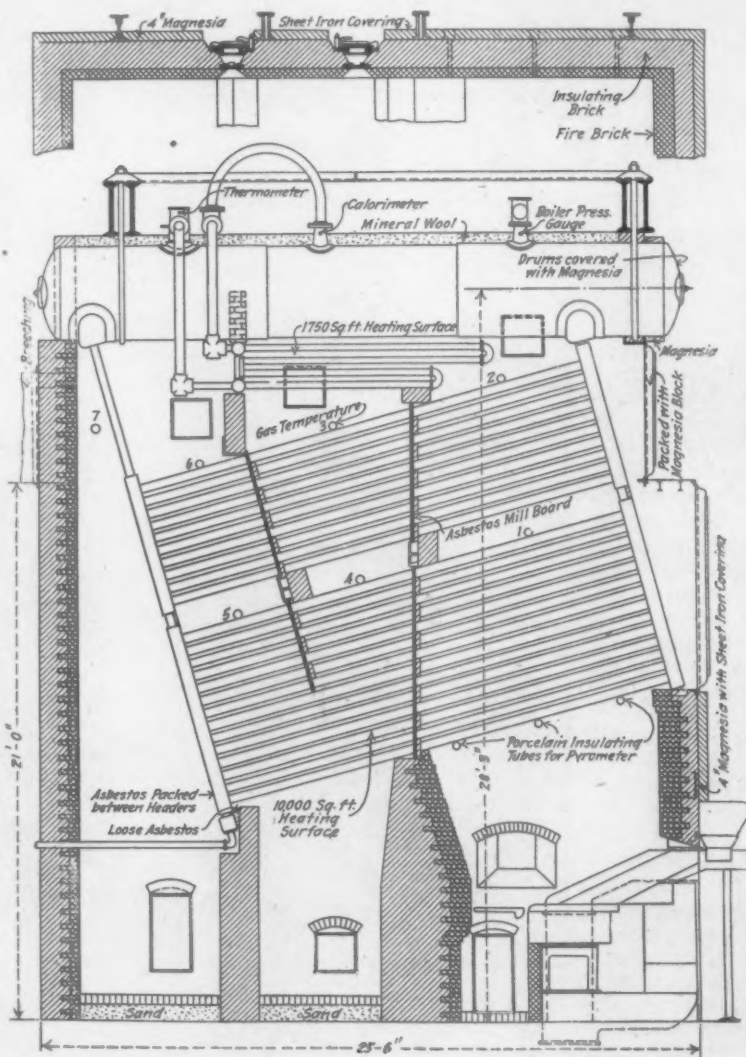 4" Magnesia
Sheet Iron Covering
Insulating
Brick
Fire Brick
Thermometer
Calorimeter
Mineral Wool
Boiler Press.
Gauge
Drums covered
with Magnesia
Breeching
1750 Sq. ft. Heating Surface
Magnesia
Packed with
Magnesia Block
2
7
Gas Temperature
3
6
Asbestos Mill Board
1
4
5
4" Magnesia with Sheet Iron Covering
21'-0"
Porcelain Insulating
Tubes for Pyrometer
Asbestos Packed
between Headers
Loose Asbestos
10,000 Sq. ft.
Heating
Surface
Sand
Sand
25-6"